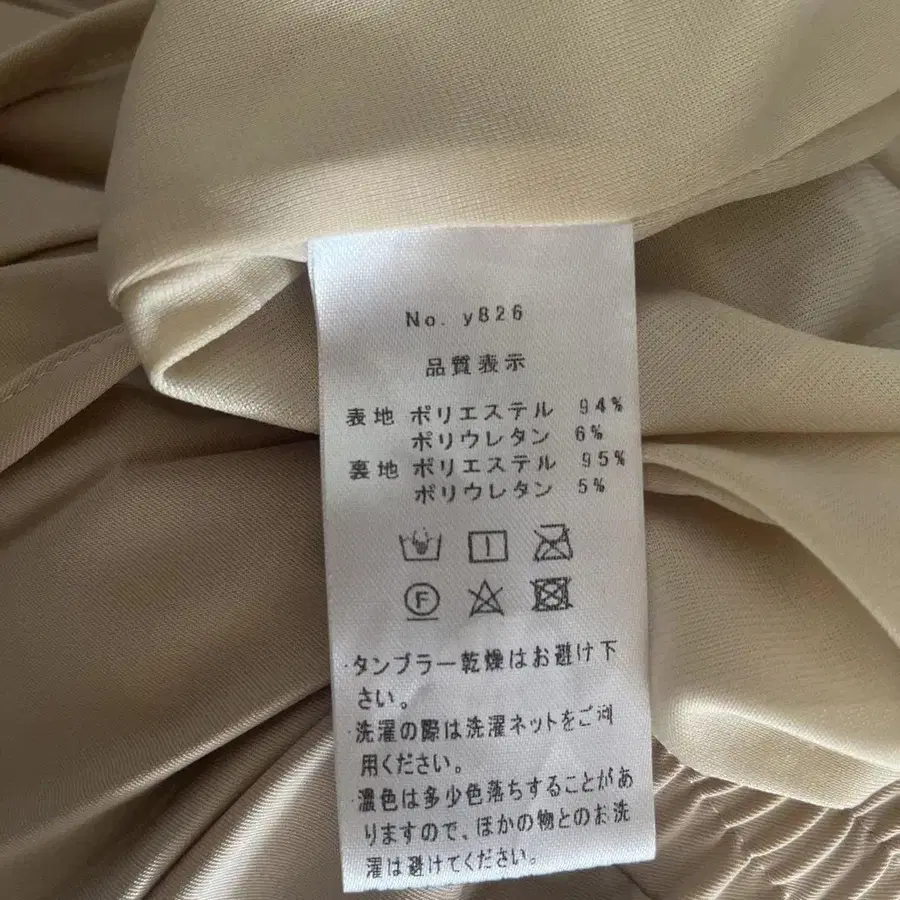 No. y826
品質表示
表地 ポリエステル 94%
ポリウレタン 6%
裏地 ポリエステル 95%
ポリウレタン 5%
F
・タンブラー乾燥はお避け下
さい。
・洗濯の際は洗濯ネットをご利
用ください。
・濃色は多少色落ちすることがあ
りますので、ほかの物とのお洗
濯は避けてください。